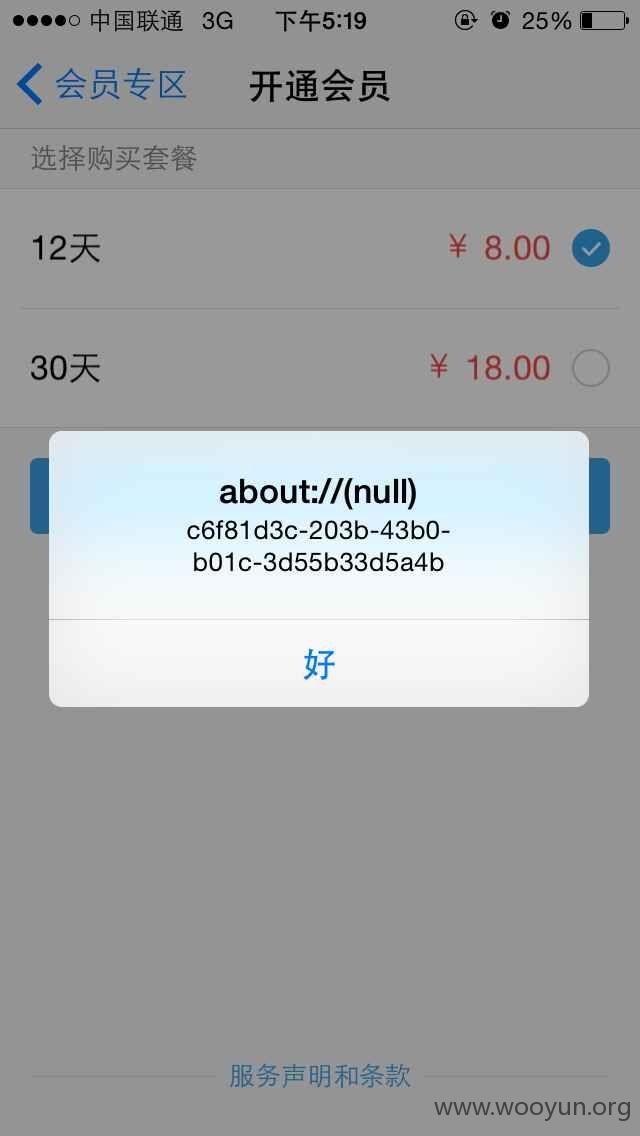 中国联通 3G 下午5:19 25%
会员专区 开通会员
选择购买套餐
12天 ¥ 8.00
30天 ¥ 18.00
about://(null)
c6f81d3c-203b-43b0-
b01c-3d55b33d5a4b
好
服务声明和条款
www.wooyun.org